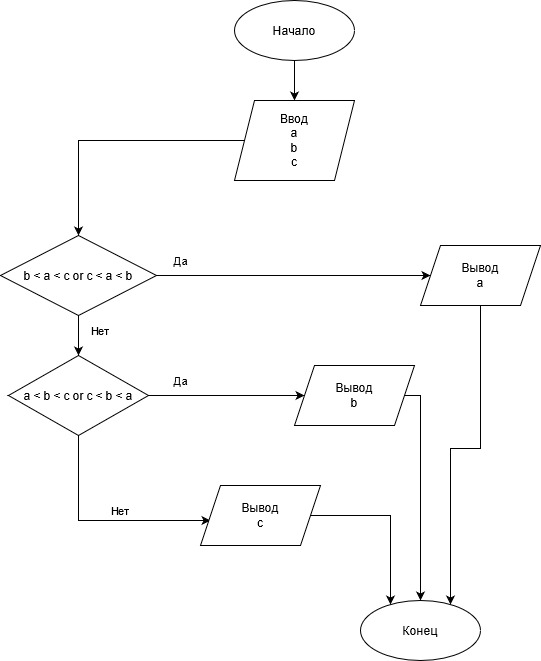 Начало
Ввод
a
b
c
b < a < c or c < a < b
Да
Вывод
a
Нет
a < b < c or c < b < a
Да
Вывод
b
Нет
Вывод
c
Конец